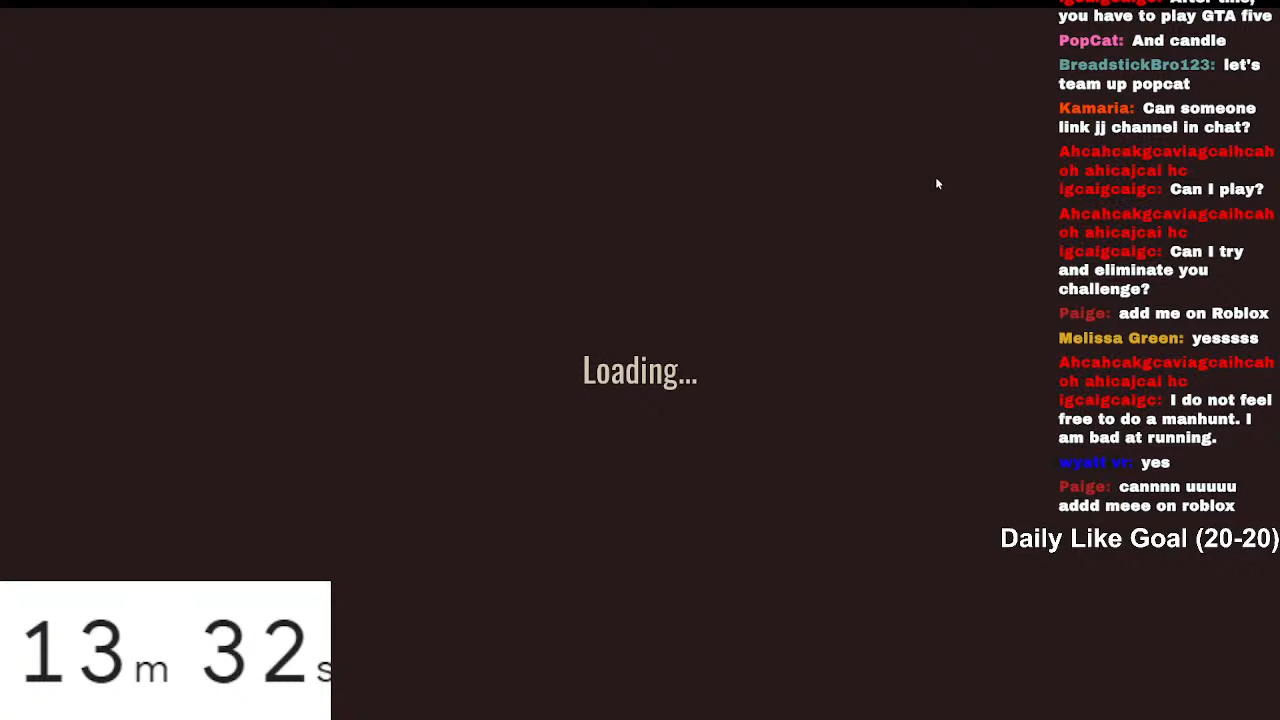 you have to play GTA five
PopCat: And candle
BreadstickBro123: let's
team up popcat
Kamaria: Can someone
link jj channel in chat?
Ahcahcakgcaviagcaihcah
oh ahicajcai hc
igcaigcaigc: Can I play?
Ahcahcakgcaviagcaihcah
oh ahicajcai hc
igcaigcaigc: Can I try
and eliminate you
challenge?
Paige: add me on Roblox
Melissa Green: yesssss
Ahcahcakgcaviagcaihcah
oh ahicajcai hc
igcaigcaigc: I do not feel
free to do a manhunt. I
am bad at running.
wyatt vr: yes
Paige: cannnn uuuuu
addd meee on roblox
Loading...
Daily Like Goal (20-20)
13m 32s